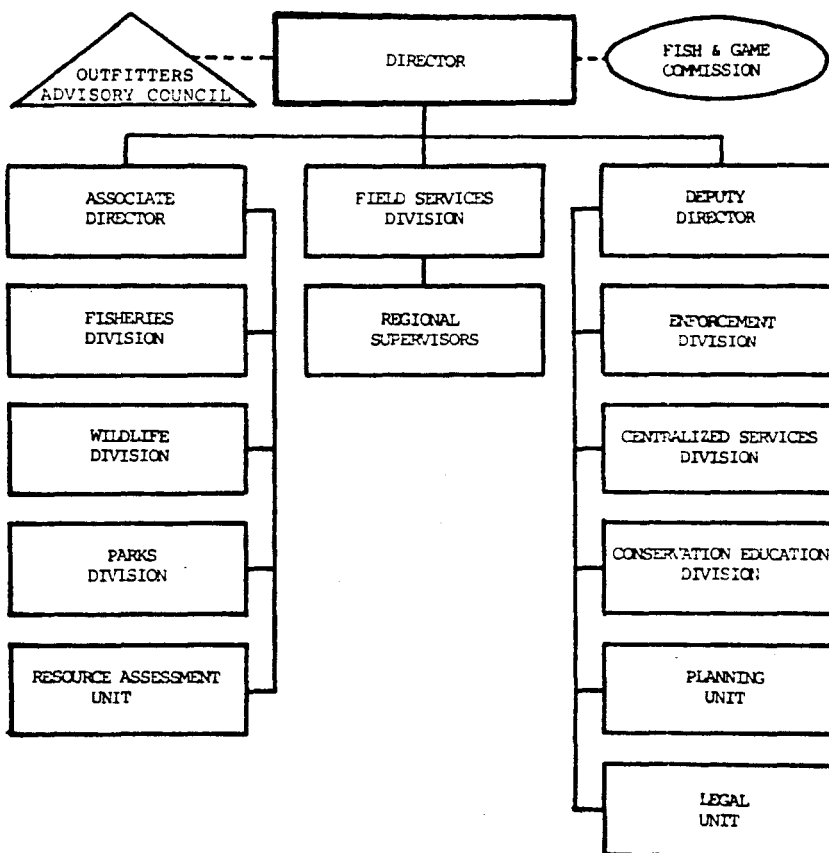 OUTFITTERS
ADVISORY COUNCIL
DIRECTOR
FISH & GAME
COMMISSION
ASSOCIATE
DIRECTOR
FIELD SERVICES
DIVISION
DEPUTY
DIRECTOR
FISHERIES
DIVISION
REGIONAL
SUPERVISORS
ENFORCEMENT
DIVISION
WILDLIFE
DIVISION
CENTRALIZED SERVICES
DIVISION
PARKS
DIVISION
CONSERVATION EDUCATION
DIVISION
RESOURCE ASSESSMENT
UNIT
PLANNING
UNIT
LEGAL
UNIT